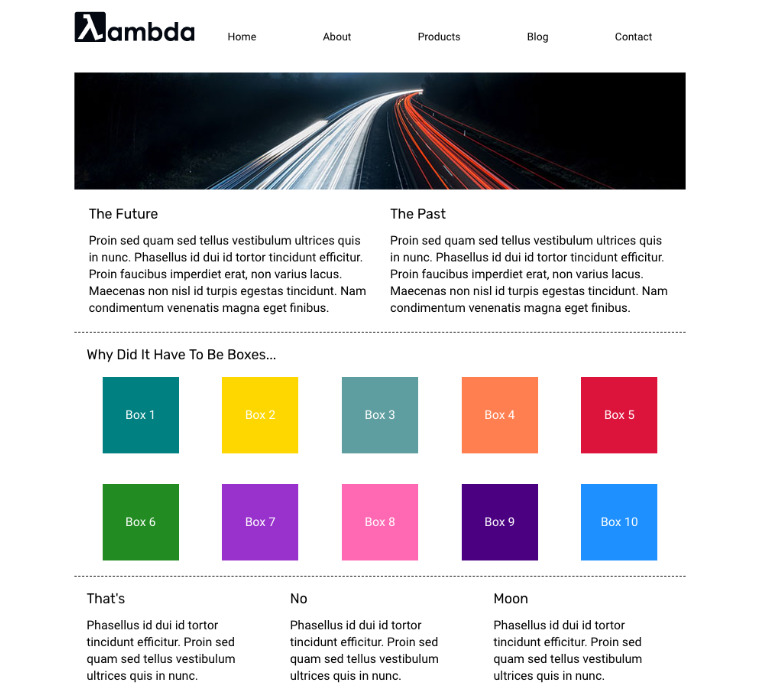 λambda
Home About Products Blog Contact
The Future
Proin sed quam sed tellus vestibulum ultrices quis
in nunc. Phasellus id dui id tortor tincidunt efficitur.
Proin faucibus imperdiet erat, non varius lacus.
Maecenas non nisl id turpis egestas tincidunt. Nam
condimentum venenatis magna eget finibus.
The Past
Proin sed quam sed tellus vestibulum ultrices quis
in nunc. Phasellus id dui id tortor tincidunt efficitur.
Proin faucibus imperdiet erat, non varius lacus.
Maecenas non nisl id turpis egestas tincidunt. Nam
condimentum venenatis magna eget finibus.
Why Did It Have To Be Boxes...
Box 1 Box 2 Box 3 Box 4 Box 5
Box 6 Box 7 Box 8 Box 9 Box 10
That's
Phasellus id dui id tortor
tincidunt efficitur. Proin sed
quam sed tellus vestibulum
ultrices quis in nunc.
No
Phasellus id dui id tortor
tincidunt efficitur. Proin sed
quam sed tellus vestibulum
ultrices quis in nunc.
Moon
Phasellus id dui id tortor
tincidunt efficitur. Proin sed
quam sed tellus vestibulum
ultrices quis in nunc.